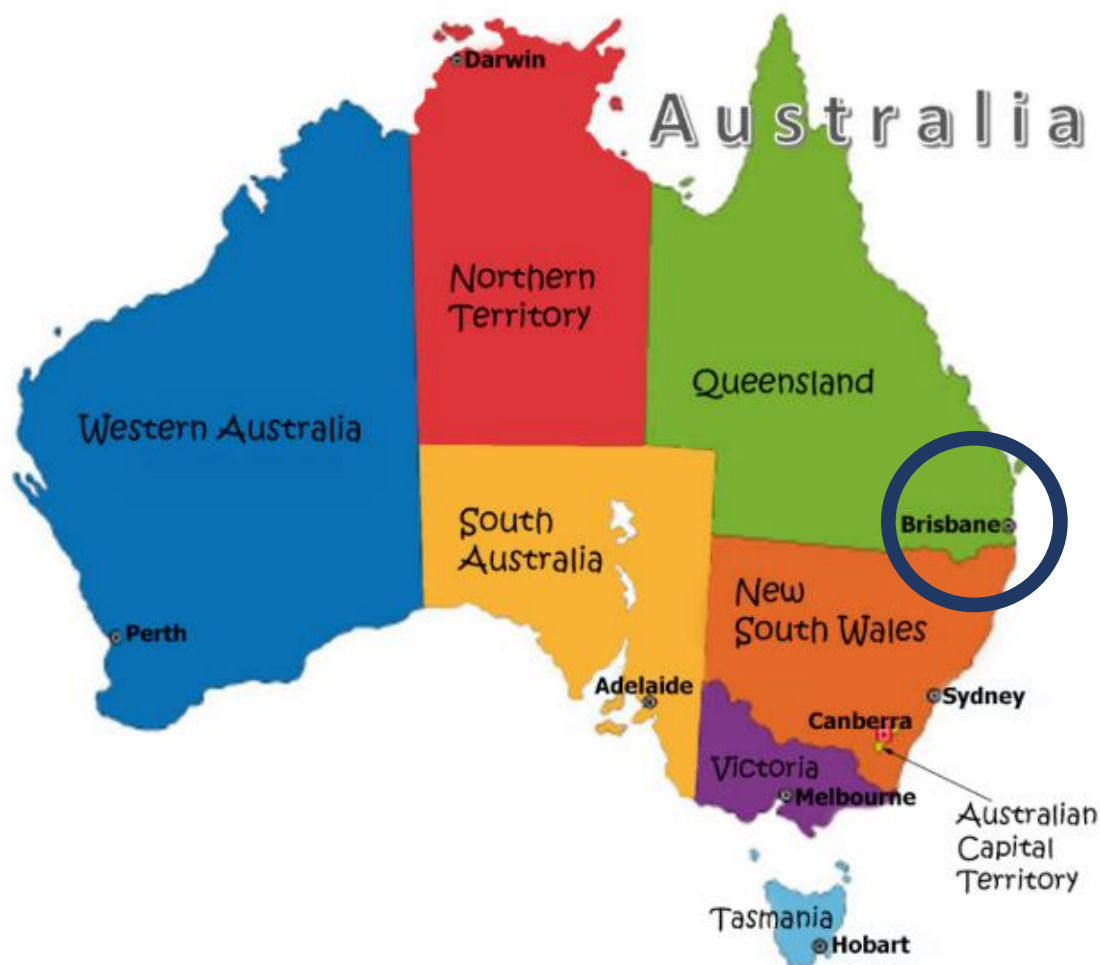 Darwin
Australia
Northern
Territory
Queensland
Western Australia
South
Australia
Brisbane
New
South Wales
Perth
Adelaide
Sydney
Canberra
Victoria
Melbourne
Australian
Capital
Territory
Tasmania
Hobart